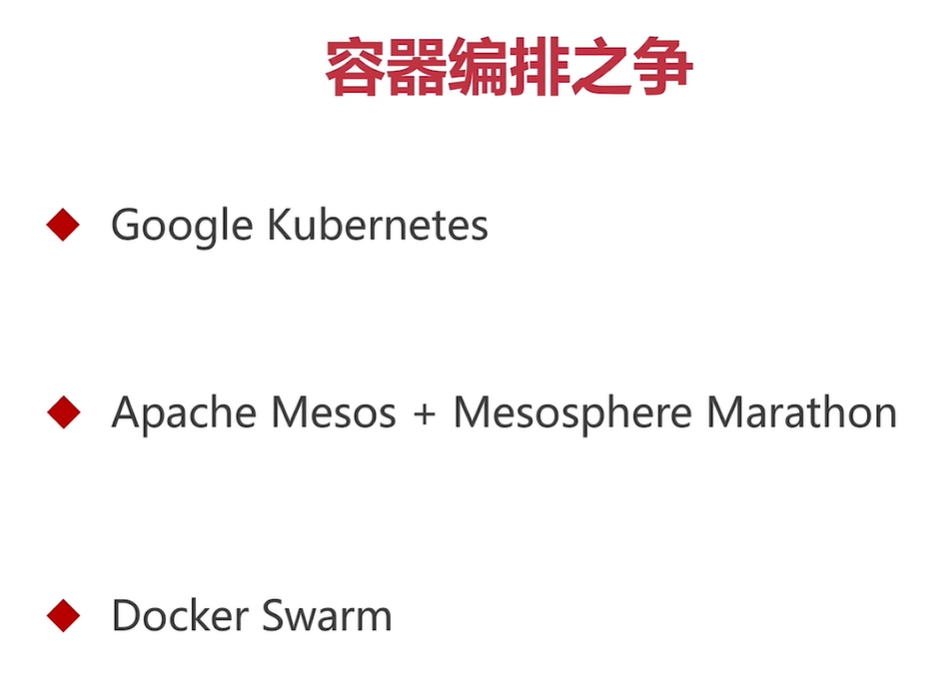 容器编排之争
Google Kubernetes
Apache Mesos + Mesosphere Marathon
Docker Swarm